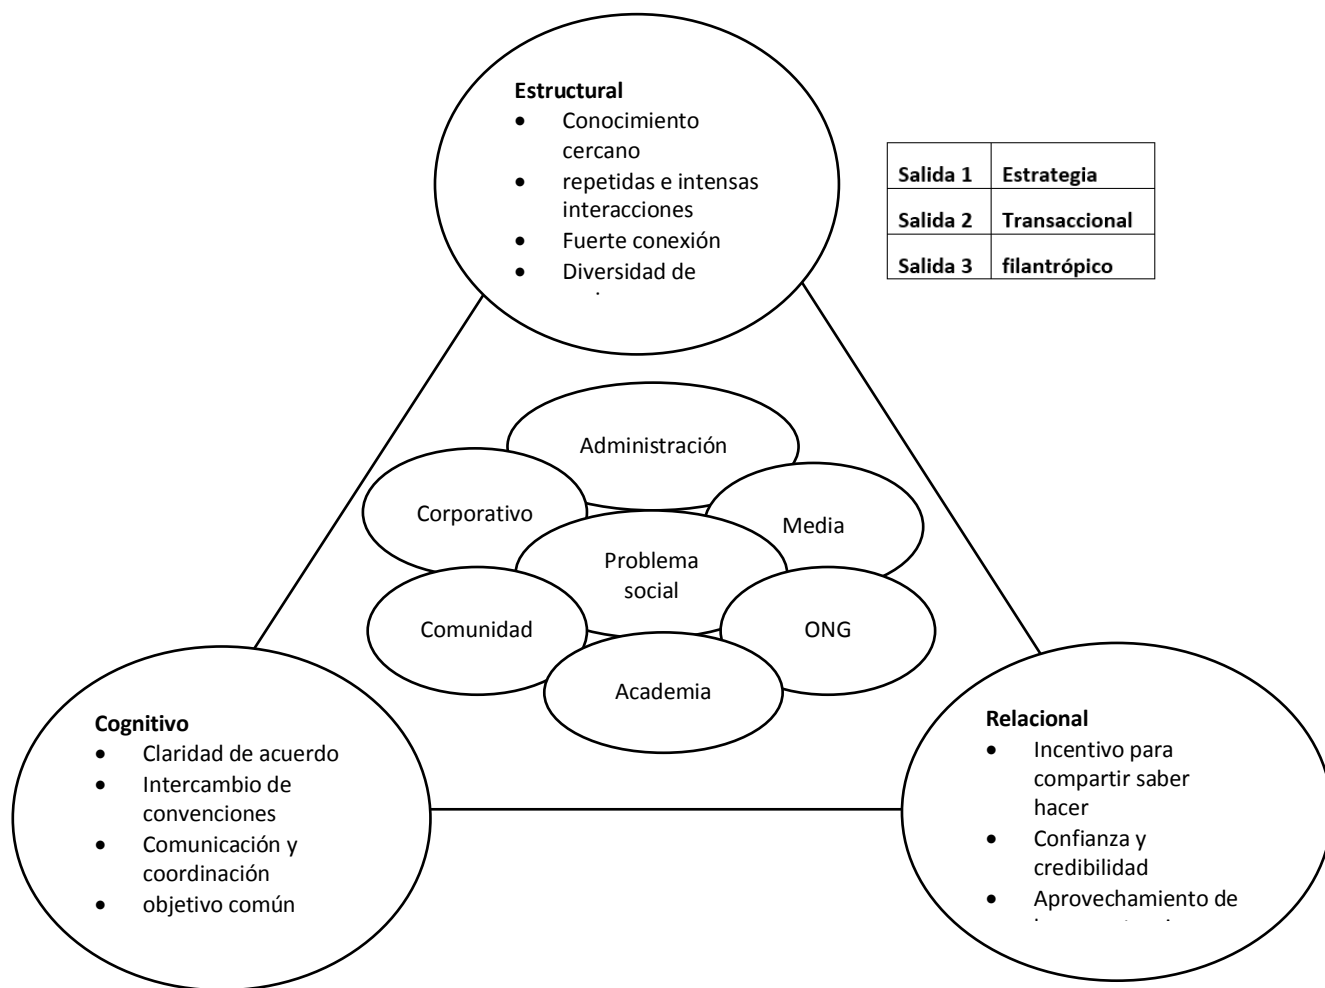 Estructural
• Conocimiento
cercano
• repetidas e intensas
interacciones
• Fuerte conexión
• Diversidad de
Salida 1 Estrategia
Salida 2 Transaccional
Salida 3 filantrópico
Administración
Corporativo
Media
Problema
social
Comunidad
ONG
Academia
Cognitivo
• Claridad de acuerdo
• Intercambio de
convenciones
• Comunicación y
coordinación
• objetivo común
Relacional
• Incentivo para
compartir saber
hacer
• Confianza y
credibilidad
• Aprovechamiento de